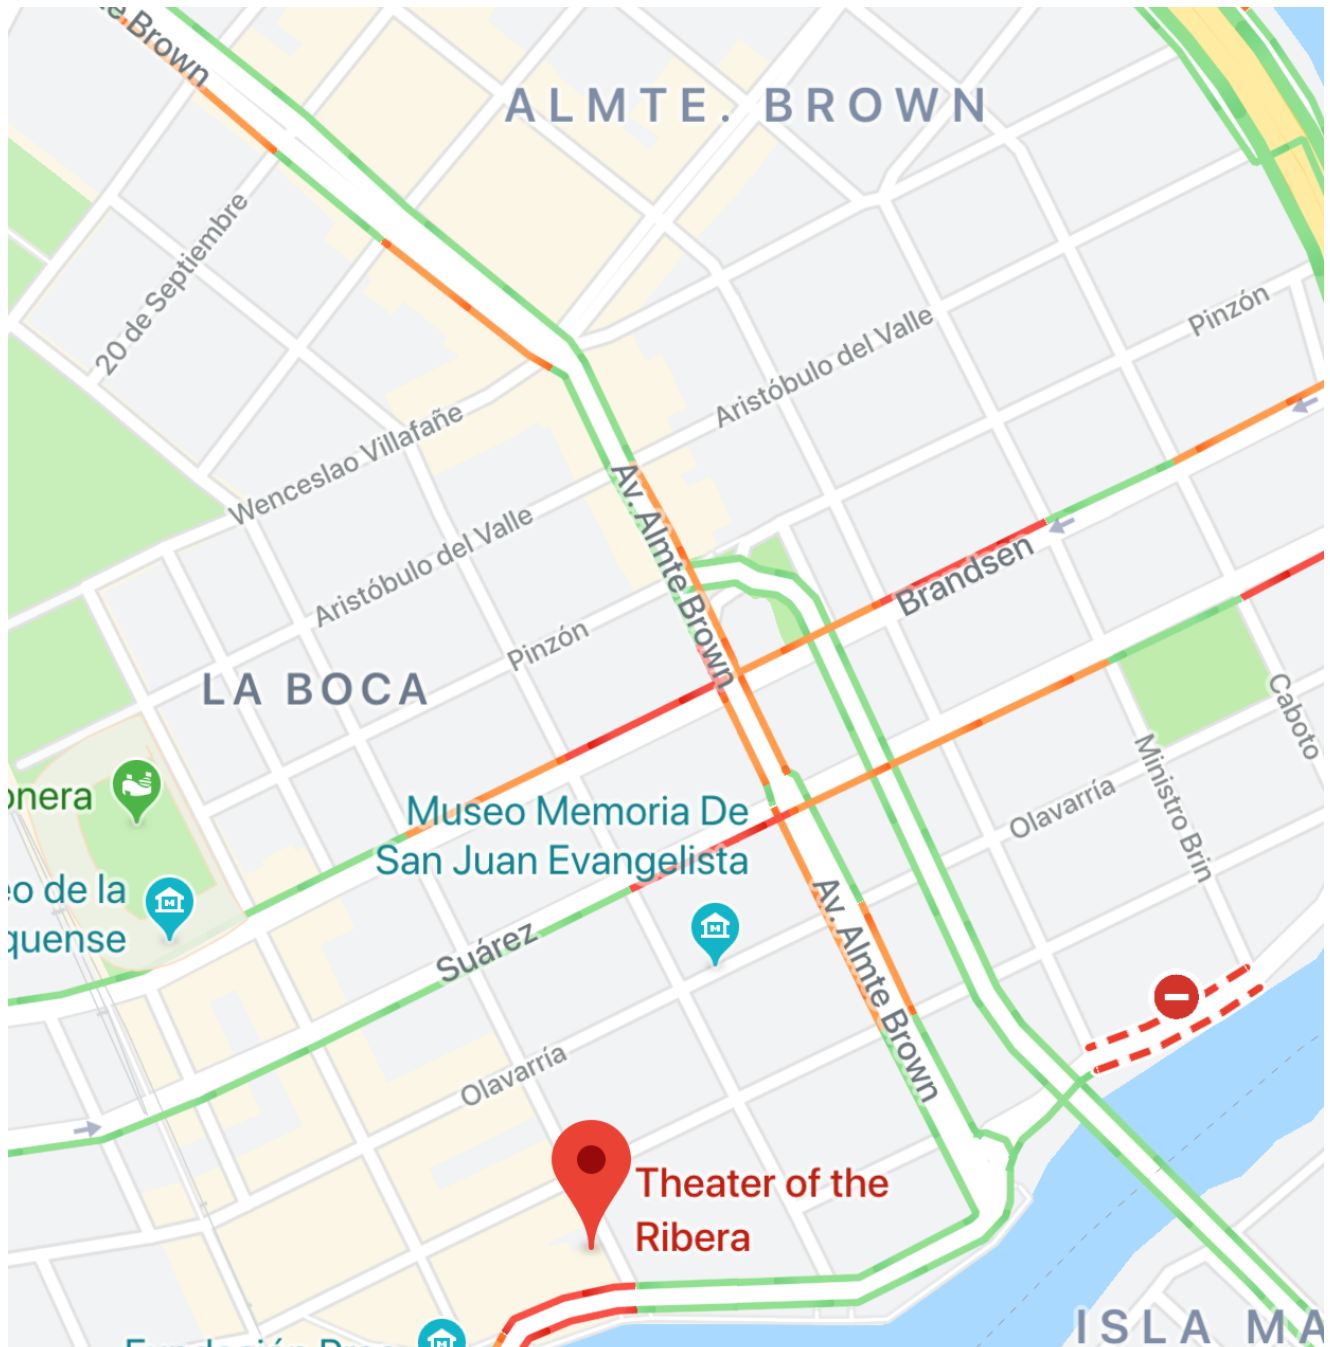 Brown
ALMTE. BROWN
20 de Septiembre
Pinzón
Aristóbulo del Valle
Wenceslao Villafañe
Av. Almte Brown
Aristóbulo del Valle
Brandsen
Pinzón
LA BOCA
Caboto
onera
Museo Memoria De
San Juan Evangelista
Olavarría
Ministro Brin
eo de la
quense
Suárez
Av. Almte Brown
Olavarría
Theater of the
Ribera
ISLA MA